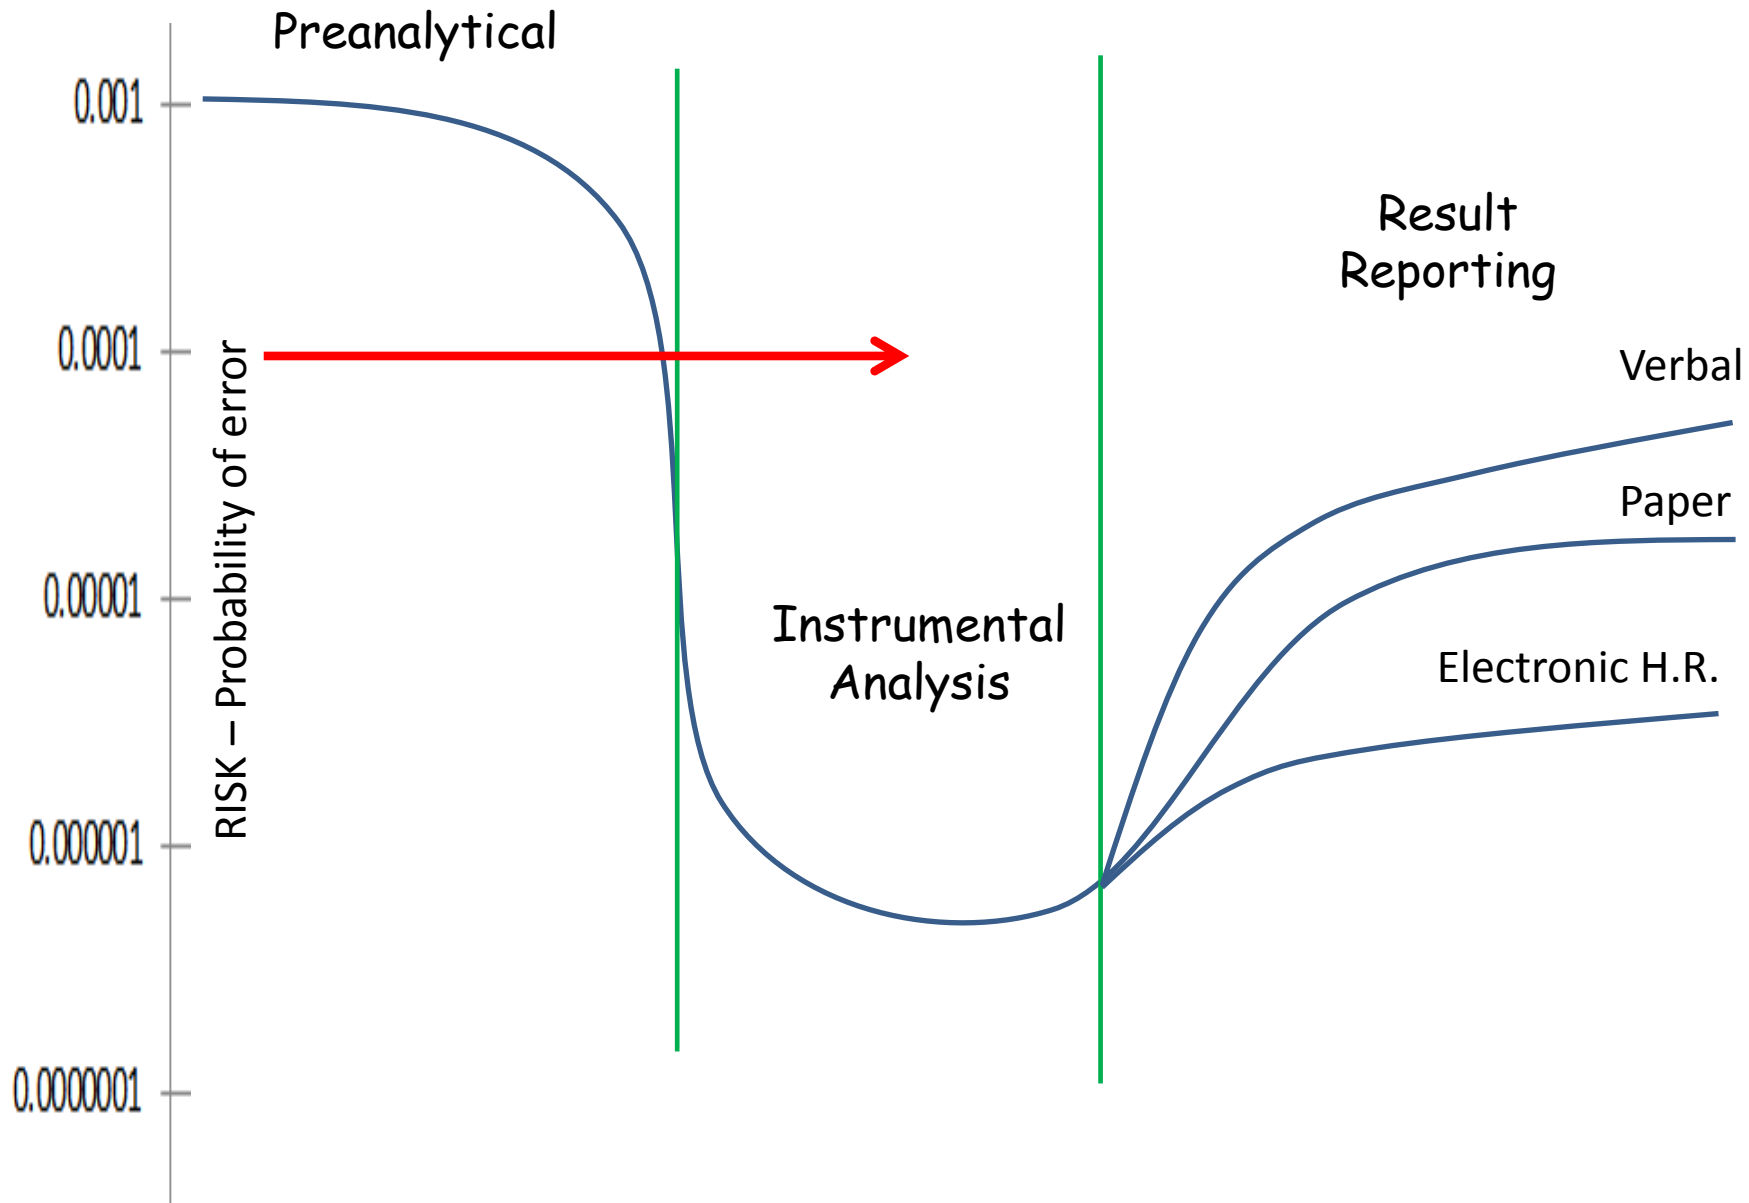 Preanalytical
0.001
0.0001
0.00001
0.000001
0.0000001
RISK – Probability of error
Instrumental
Analysis
Result
Reporting
Verbal
Paper
Electronic H.R.